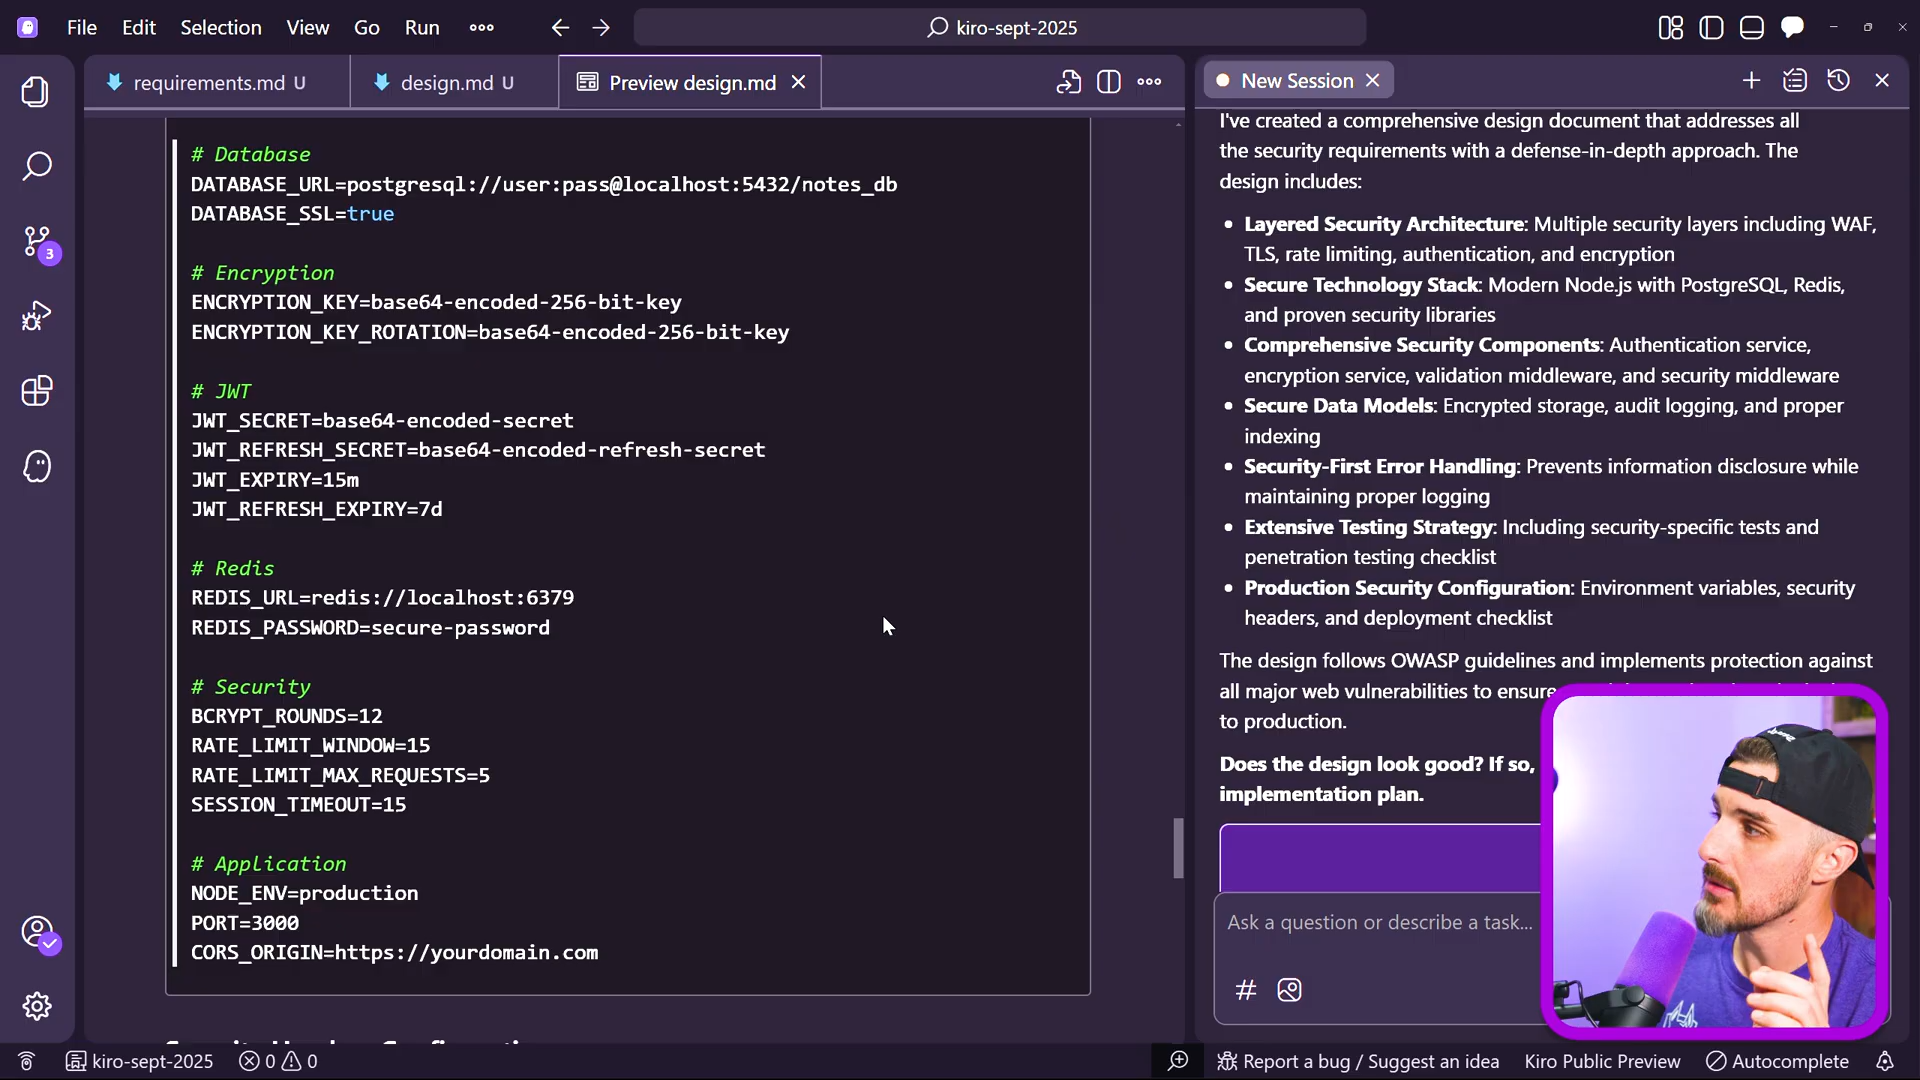 File Edit Selection View Go Run
kiro-sept-2025
requirements.md U
design.md U
Preview design.md
# Database
DATABASE_URL=postgresql://user:pass@localhost:5432/notes_db
DATABASE_SSL=true
# Encryption
ENCRYPTION_KEY=base64-encoded-256-bit-key
ENCRYPTION_KEY_ROTATION=base64-encoded-256-bit-key
# JWT
JWT_SECRET=base64-encoded-secret
JWT_REFRESH_SECRET=base64-encoded-refresh-secret
JWT_EXPIRY=15m
JWT_REFRESH_EXPIRY=7d
# Redis
REDIS_URL=redis://localhost:6379
REDIS_PASSWORD=secure-password
# Security
BCRYPT_ROUNDS=12
RATE_LIMIT_WINDOW=15
RATE_LIMIT_MAX_REQUESTS=5
SESSION_TIMEOUT=15
# Application
NODE_ENV=production
PORT=3000
CORS_ORIGIN=https://yourdomain.com
3
New Session
I've created a comprehensive design document that addresses all
the security requirements with a defense-in-depth approach. The
design includes:
• Layered Security Architecture: Multiple security layers including WAF,
TLS, rate limiting, authentication, and encryption
• Secure Technology Stack: Modern Node.js with PostgreSQL, Redis,
and proven security libraries
• Comprehensive Security Components: Authentication service,
encryption service, validation middleware, and security middleware
• Secure Data Models: Encrypted storage, audit logging, and proper
indexing
• Security-First Error Handling: Prevents information disclosure while
maintaining proper logging
• Extensive Testing Strategy: Including security-specific tests and
penetration testing checklist
• Production Security Configuration: Environment variables, security
headers, and deployment checklist
The design follows OWASP guidelines and implements protection against
all major web vulnerabilities to ensure
to production.
Does the design look good? If so,
implementation plan.
Ask a question or describe a task...
#
kiro-sept-2025
0
0
Report a bug / Suggest an idea
Kiro Public Preview
Autocomplete